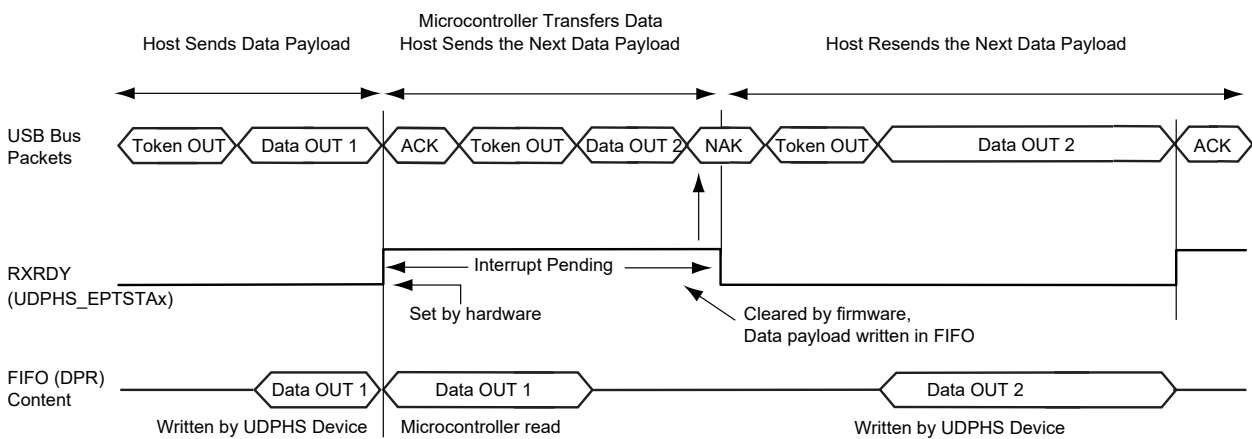 Microcontroller Transfers Data
Host Sends Data Payload
Host Sends the Next Data Payload
Host Resends the Next Data Payload
USB Bus
Packets
Token OUT
Data OUT 1
ACK
Token OUT
Data OUT 2
NAK
Token OUT
Data OUT 2
ACK
RXRDY
(UDPHS_EPTSTAx)
Interrupt Pending
Set by hardware
Cleared by firmware,
Data payload written in FIFO
FIFO (DPR)
Content
Data OUT 1
Data OUT 1
Data OUT 2
Written by UDPHS Device
Microcontroller read
Written by UDPHS Device